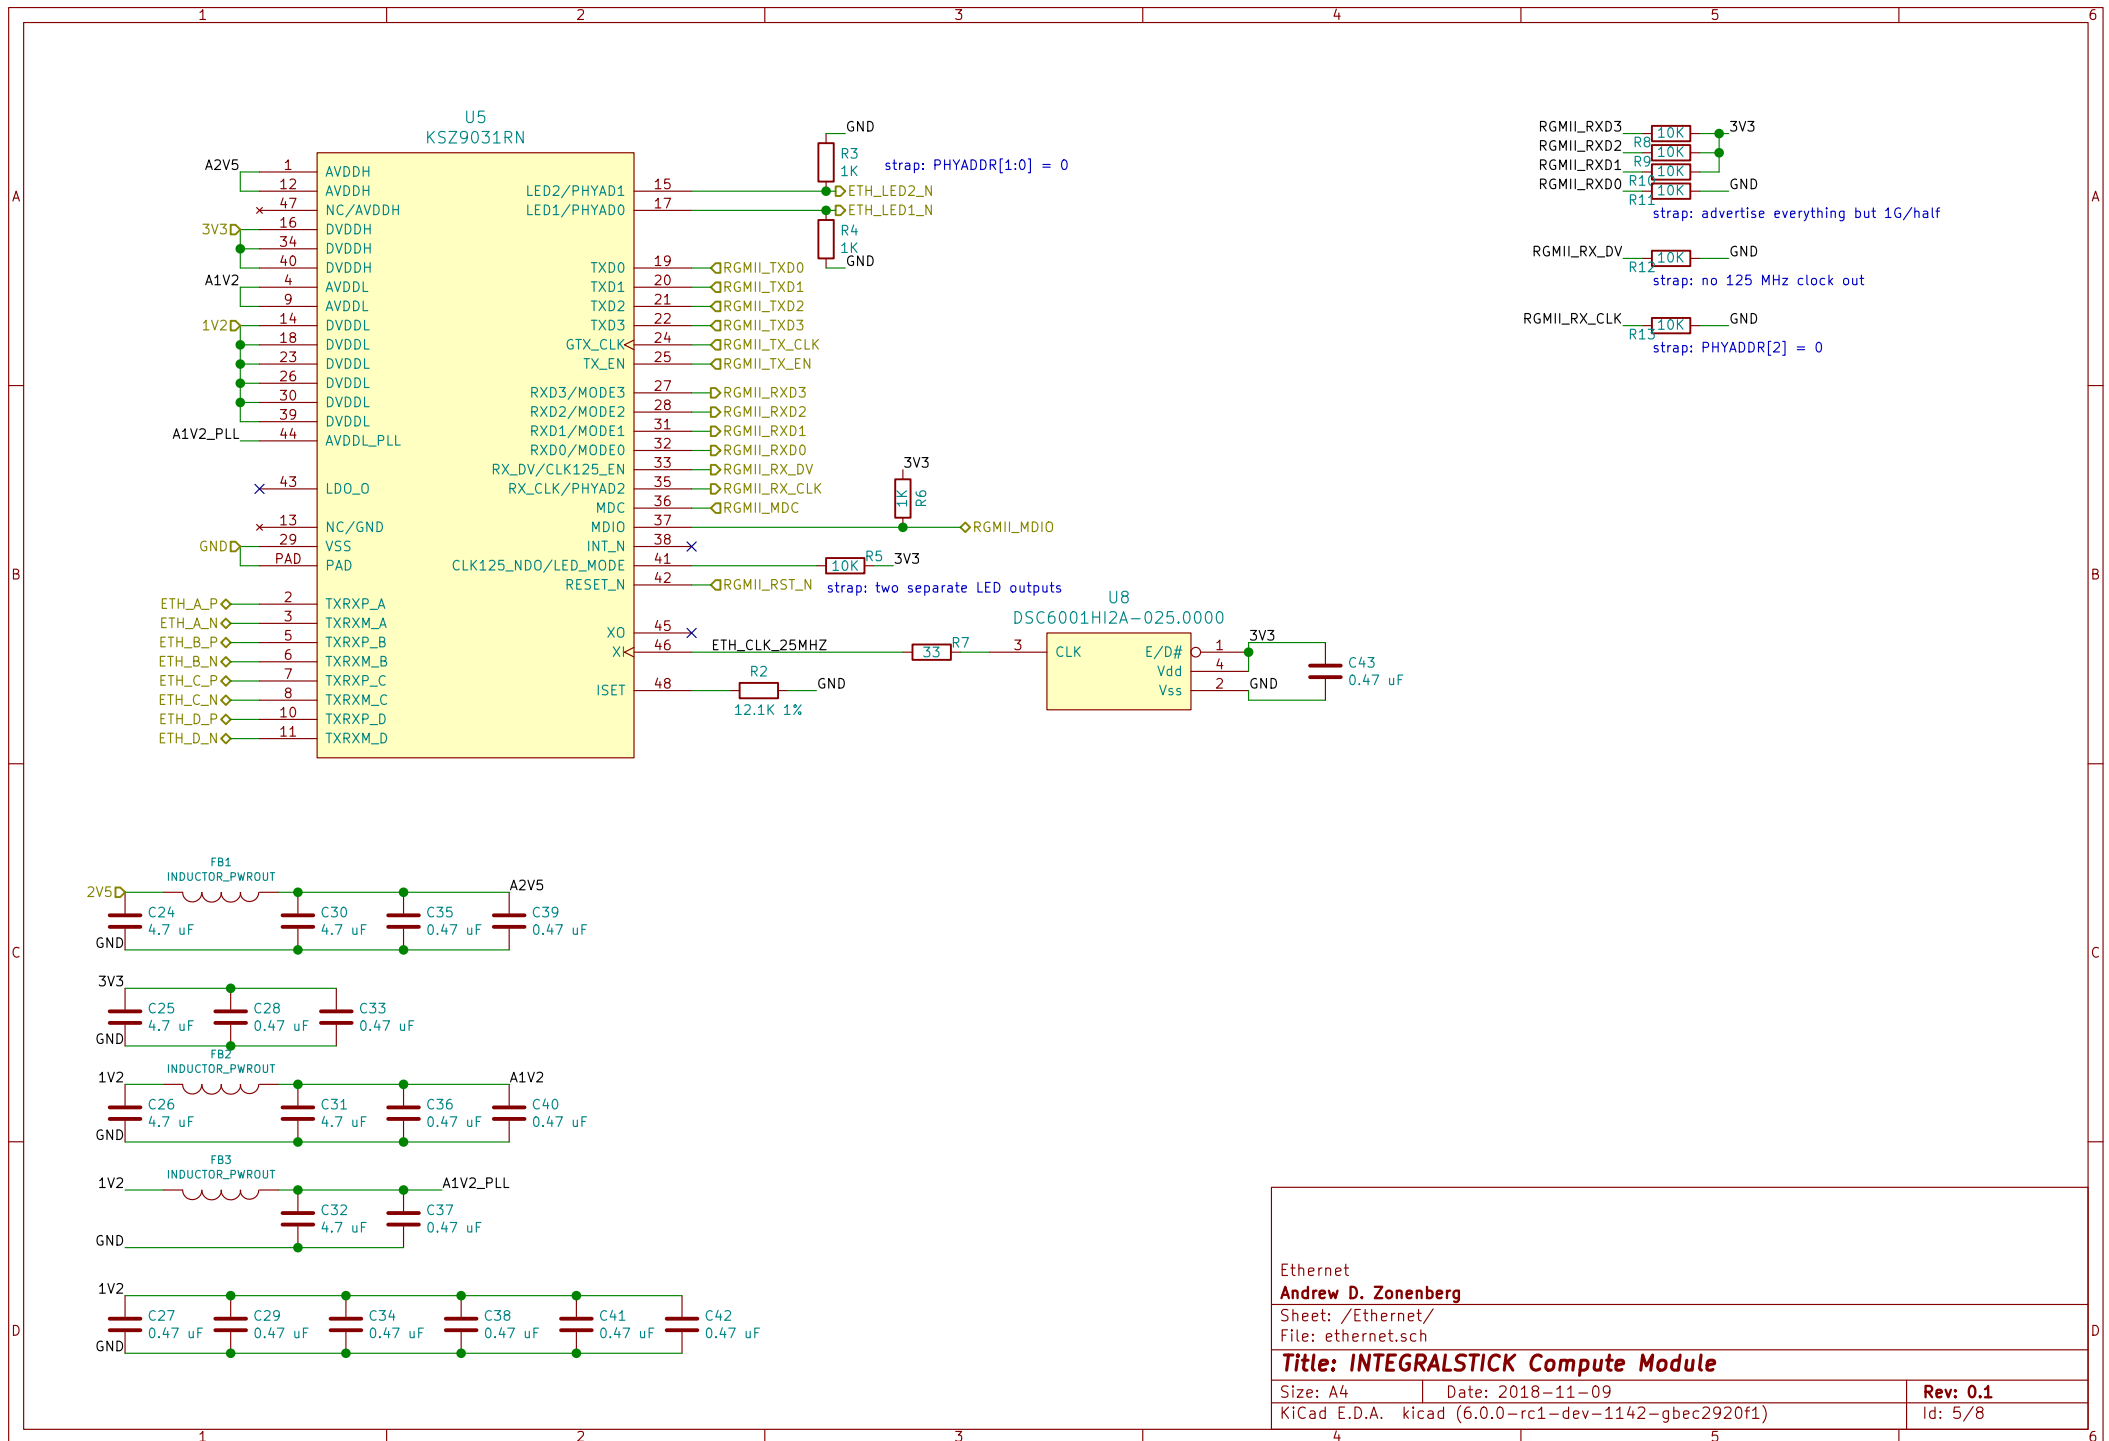 1 2 3 4 5 6
A
B
C
D
U5
KSZ9031RN
A2V5 1 AVDDH
12 AVDDH
47 NC/AVDDH
3V3 16 DVDDH
34 DVDDH
40 DVDDH
A1V2 4 AVDDL
9 AVDDL
1V2 14 DVDDL
18 DVDDL
23 DVDDL
26 DVDDL
30 DVDDL
39 DVDDL
A1V2_PLL 44 AVDDL_PLL
43 LDO_O
13 NC/GND
GND 29 VSS
PAD PAD
ETH_A_P 2 TXRXP_A
ETH_A_N 3 TXRXM_A
ETH_B_P 5 TXRXP_B
ETH_B_N 6 TXRXM_B
ETH_C_P 7 TXRXP_C
ETH_C_N 8 TXRXM_C
ETH_D_P 10 TXRXP_D
ETH_D_N 11 TXRXM_D
GND
R3
1K
strap: PHYADDR[1:0] = 0
LED2/PHYAD1 15 ETH_LED2_N
LED1/PHYAD0 17 ETH_LED1_N
R4
1K
GND
TXD0 19 RGMII_TXD0
TXD1 20 RGMII_TXD1
TXD2 21 RGMII_TXD2
TXD3 22 RGMII_TXD3
GTX_CLK 24 RGMII_TX_CLK
TX_EN 25 RGMII_TX_EN
RXD3/MODE3 27 RGMII_RXD3
RXD2/MODE2 28 RGMII_RXD2
RXD1/MODE1 31 RGMII_RXD1
RXD0/MODE0 32 RGMII_RXD0
RX_DV/CLK125_EN 33 RGMII_RX_DV
RX_CLK/PHYAD2 35 RGMII_RX_CLK
MDC 36 RGMII_MDC
3V3
1K
R6
MDIO 37 RGMII_MDIO
INT_N 38
CLK125_NDO/LED_MODE 41 10K R5 3V3
RESET_N 42 RGMII_RST_N
strap: two separate LED outputs
XO 45
XI 46 ETH_CLK_25MHZ 33 R7
ISET 48 R2 GND
12.1K 1%
U8
DSC6001HI2A-025.0000
3 CLK
E/D# 1 3V3
Vdd 4
Vss 2 GND
C43
0.47 uF
RGMII_RXD3 10K R8 3V3
RGMII_RXD2 10K R9
RGMII_RXD1 10K R10
RGMII_RXD0 10K R11 GND
strap: advertise everything but 1G/half
RGMII_RX_DV 10K R12 GND
strap: no 125 MHz clock out
RGMII_RX_CLK 10K R13 GND
strap: PHYADDR[2] = 0
FB1
INDUCTOR_PWROUT
2V5 A2V5
C24 C30 C35 C39
4.7 uF 4.7 uF 0.47 uF 0.47 uF
GND
3V3
C25 C28 C33
4.7 uF 0.47 uF 0.47 uF
GND
FB2
INDUCTOR_PWROUT
1V2 A1V2
C26 C31 C36 C40
4.7 uF 4.7 uF 0.47 uF 0.47 uF
GND
FB3
INDUCTOR_PWROUT
1V2 A1V2_PLL
C32 C37
4.7 uF 0.47 uF
GND
1V2
C27 C29 C34 C38 C41 C42
0.47 uF 0.47 uF 0.47 uF 0.47 uF 0.47 uF 0.47 uF
GND
Ethernet
Andrew D. Zonenberg
Sheet: /Ethernet/
File: ethernet.sch
Title: INTEGRALSTICK Compute Module
Size: A4 Date: 2018-11-09 Rev: 0.1
KiCad E.D.A. kicad (6.0.0-rc1-dev-1142-gbec2920f1) Id: 5/8
A
B
C
D
1 2 3 4 5 6